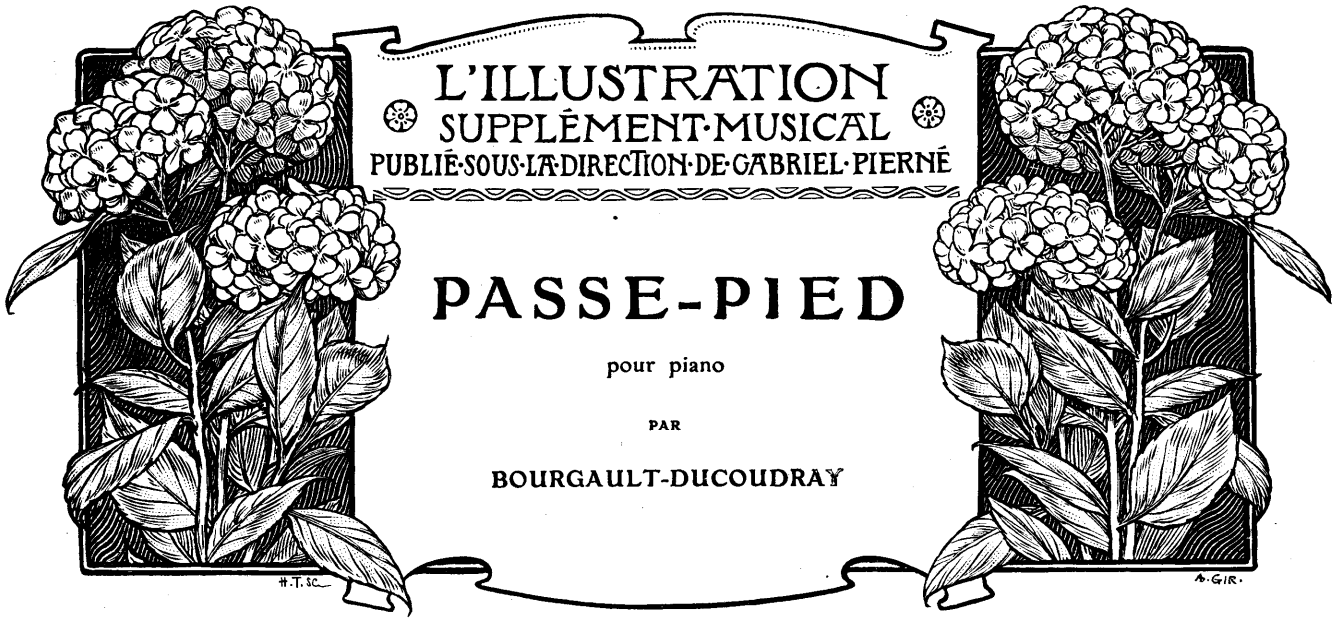 L'ILLUSTRATION
SUPPLÉMENT·MUSICAL
PUBLIÉ·SOUS·LA·DIRECTION·DE·GABRIEL·PIERNÉ
PASSE-PIED
pour piano
PAR
BOURGAULT-DUCOUDRAY
H.T.SC
A.GIR.